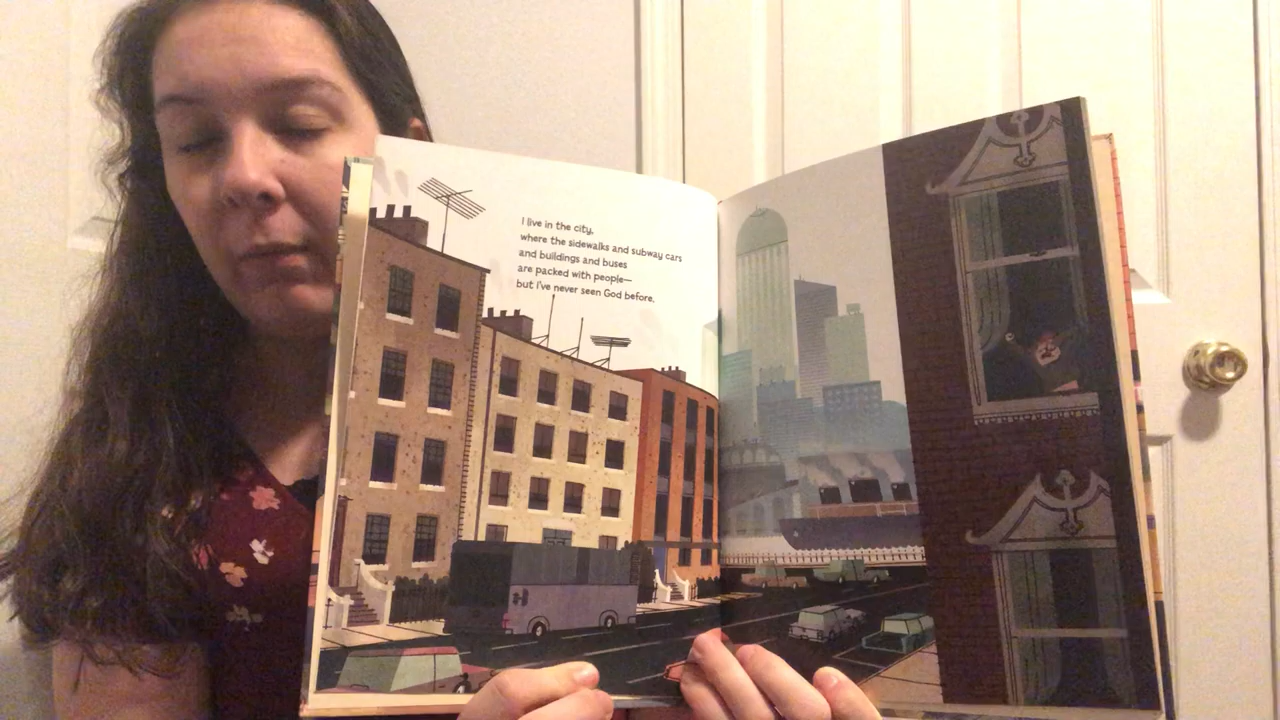 I live in the city,
where the sidewalks and subway cars
and buildings and buses
are packed with people—
but I've never seen God before.